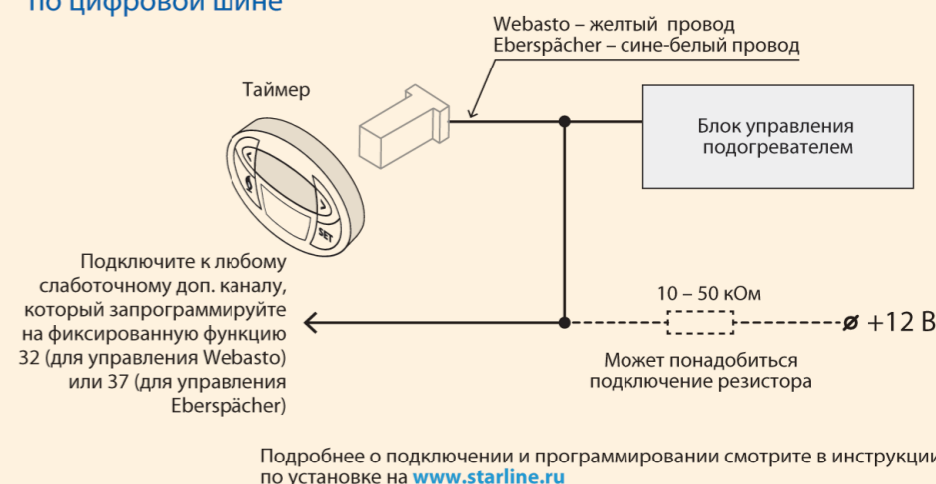 по цифровой шине
Webasto – желтый провод
Eberspächer – сине-белый провод
Таймер
Блок управления
подогревателем
SET
Подключите к любому
слаботочному доп. каналу,
который запрограммируйте
на фиксированную функцию
32 (для управления Webasto)
или 37 (для управления
Eberspächer)
10 – 50 кОм
+12 В
Может понадобиться
подключение резистора
Подробнее о подключении и программировании смотрите в инструкции
по установке на www.starline.ru